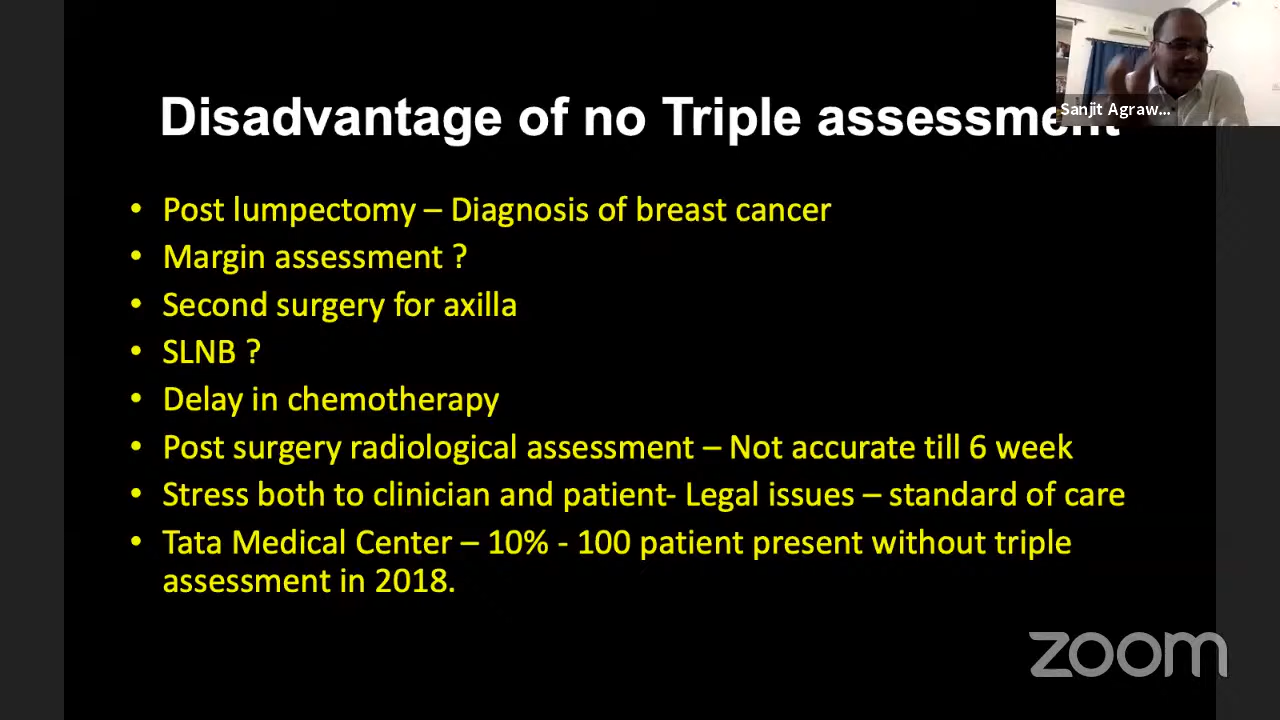 Disadvantage of no Triple assessment
Sanjit Agraw...
• Post lumpectomy – Diagnosis of breast cancer
• Margin assessment ?
• Second surgery for axilla
• SLNB ?
• Delay in chemotherapy
• Post surgery radiological assessment – Not accurate till 6 week
• Stress both to clinician and patient- Legal issues – standard of care
• Tata Medical Center – 10% - 100 patient present without triple
assessment in 2018.
zoom